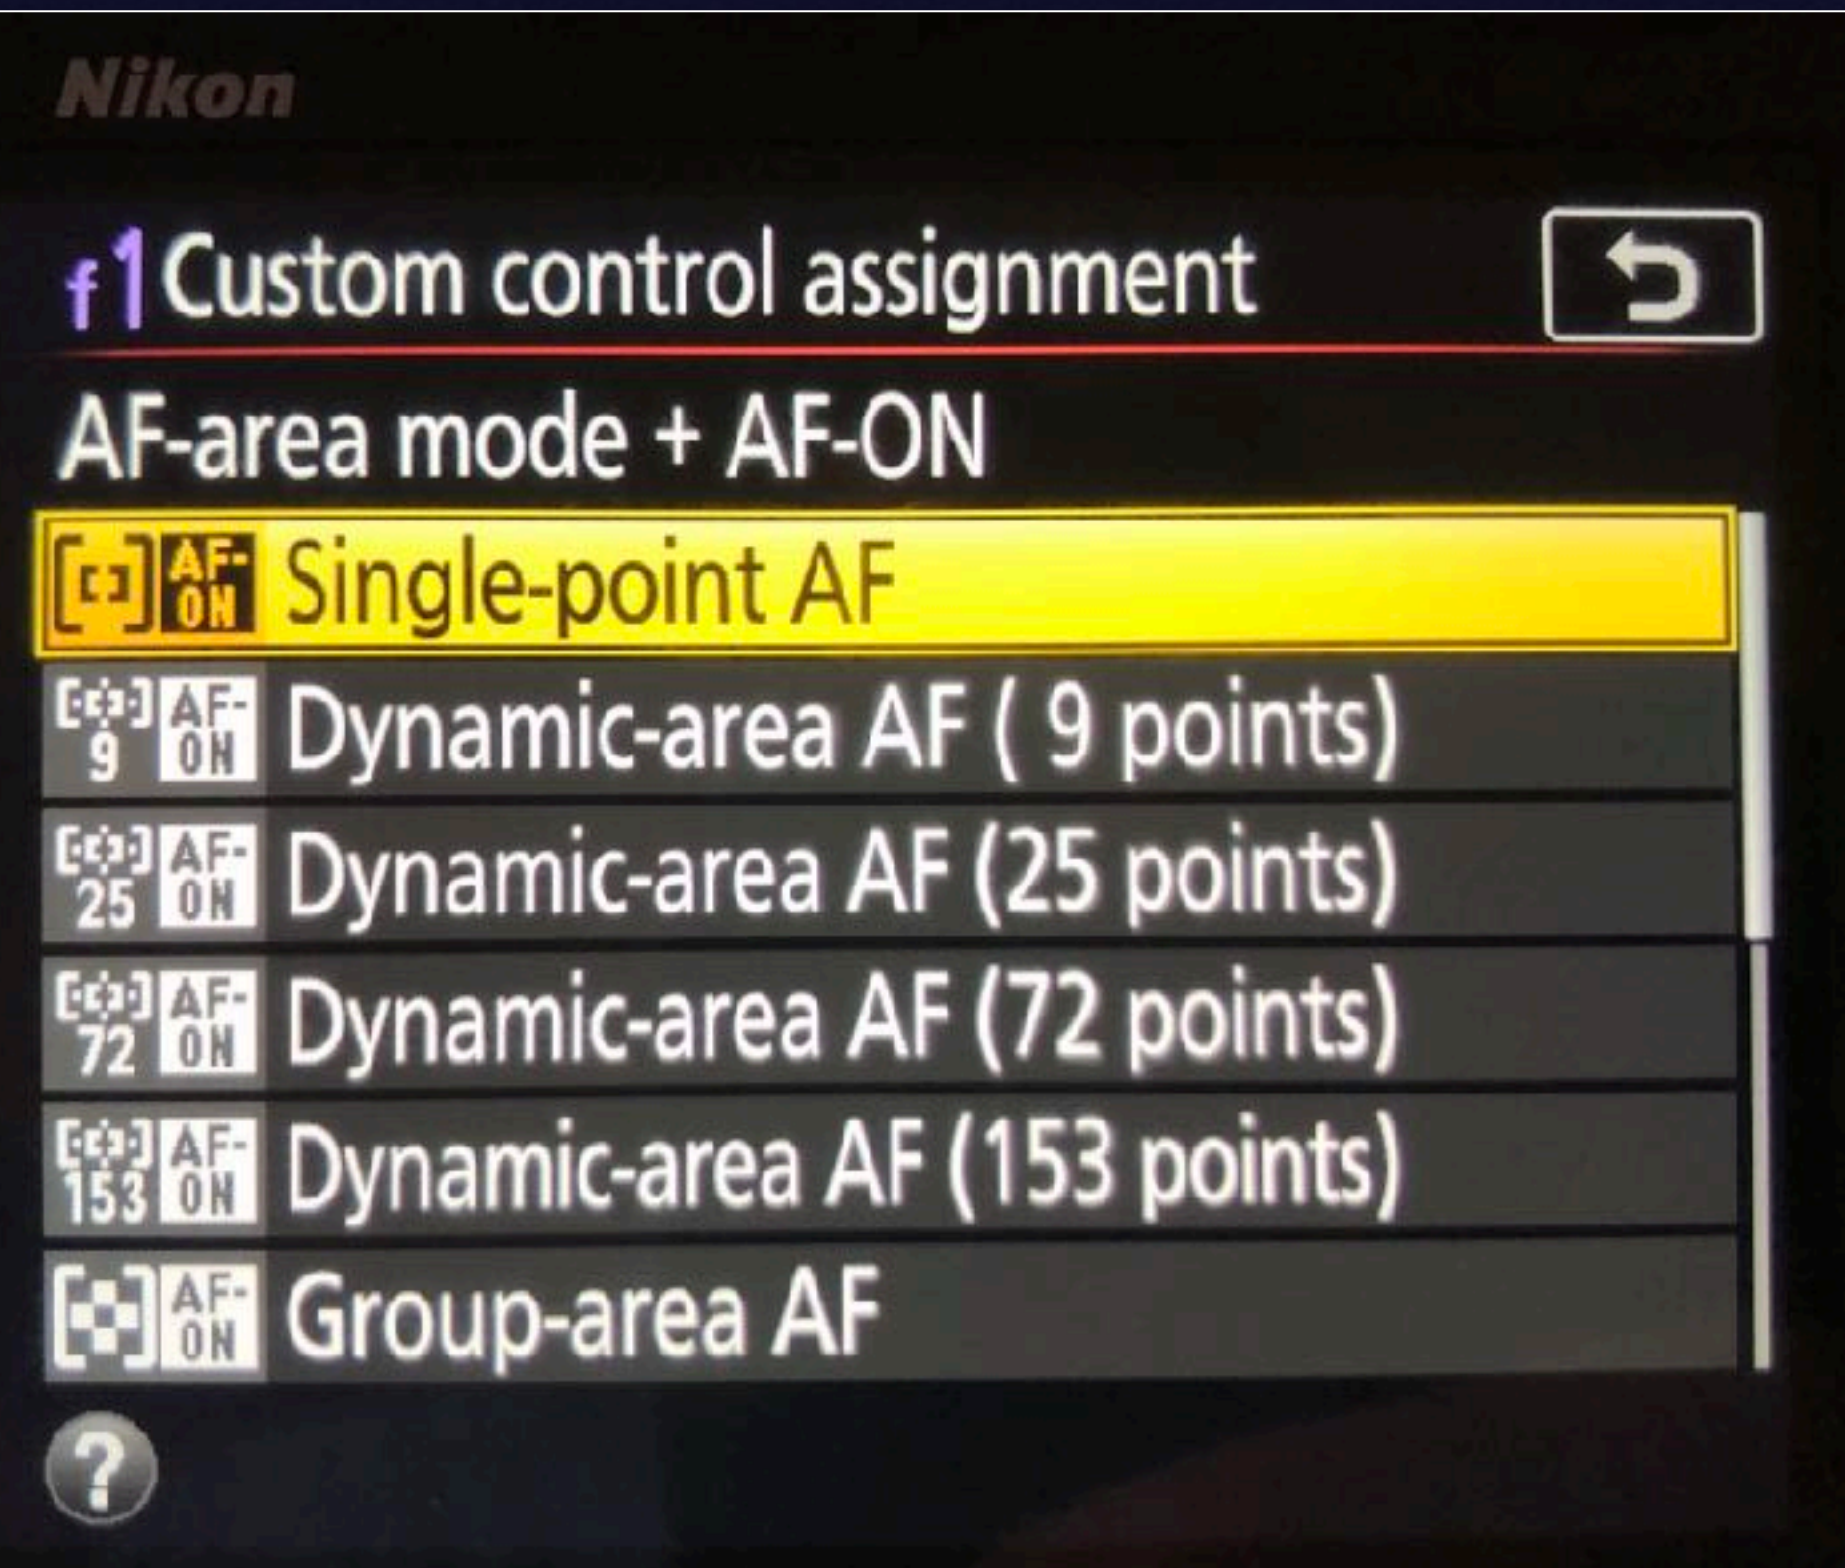 Nikon
f1 Custom control assignment
AF-area mode + AF-ON
AF-ON Single-point AF
9 AF-ON Dynamic-area AF ( 9 points)
25 AF-ON Dynamic-area AF (25 points)
72 AF-ON Dynamic-area AF (72 points)
153 AF-ON Dynamic-area AF (153 points)
AF-ON Group-area AF
?